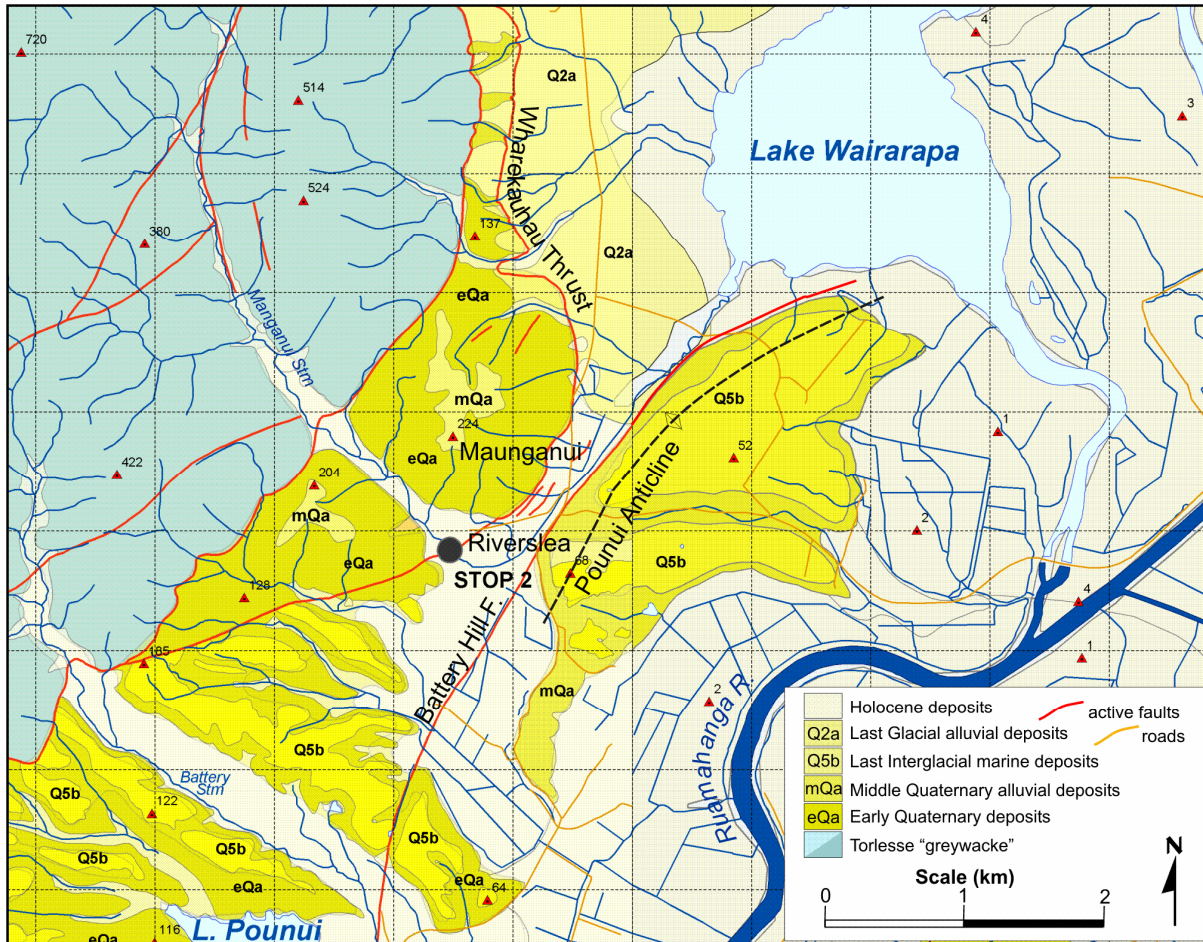 720
4
514
Q2a
3
Wharekauhau Thrust
Lake Wairarapa
524
137
380
Q2a
eQa
Manganui Stm
mQa
Q5b
224
Maunganui
eQa
52
1
422
204
mQa
Pounui Anticline
2
Riverslea
STOP 2
eQa
68
Q5b
128
4
185
Battery Hill F.
1
mQa
2
Ruamahanga R.
Q5b
Battery
Stm
Q5b
122
Q5b
Q5b
Q5b
eQa
eQa
64
eQa
116
L. Pounui
Holocene deposits
active faults
Q2a Last Glacial alluvial deposits
roads
Q5b Last Interglacial marine deposits
mQa Middle Quaternary alluvial deposits
eQa Early Quaternary deposits
Torlesse “greywacke”
N
Scale (km)
0 1 2